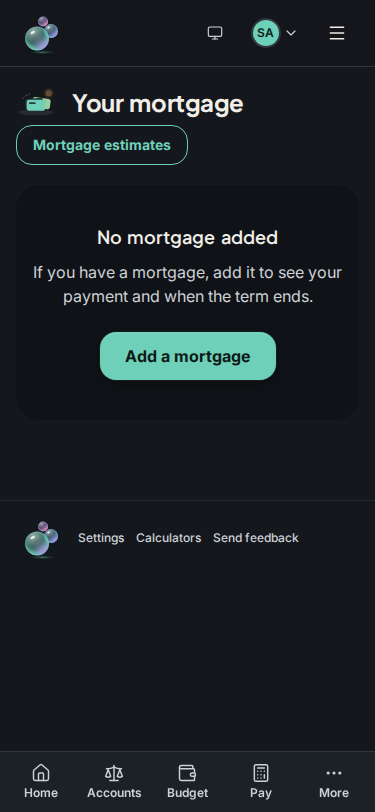 SA
Your mortgage
Mortgage estimates
No mortgage added
If you have a mortgage, add it to see your
payment and when the term ends.
Add a mortgage
Settings Calculators Send feedback
Home Accounts Budget Pay More